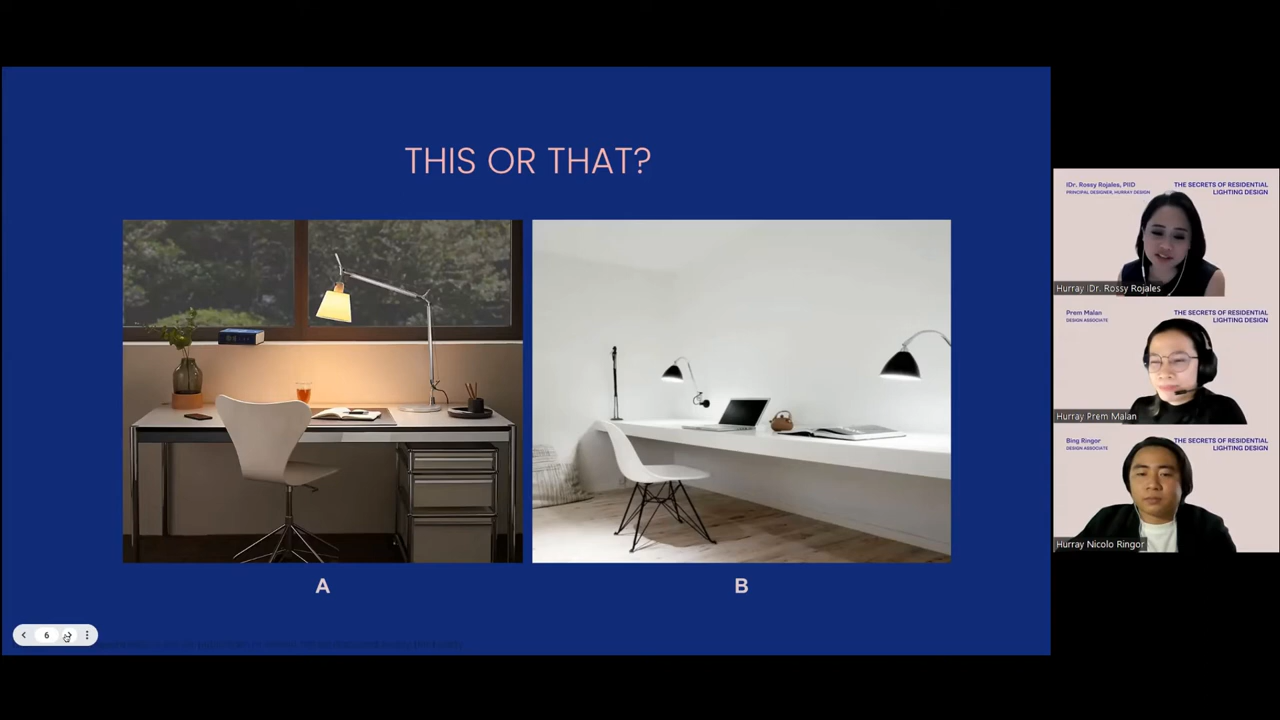 THIS OR THAT?
A
B
6
IDr. Rossy Rojales, PIID
PRINCIPAL DESIGNER, HURRAY DESIGN
THE SECRETS OF RESIDENTIAL
LIGHTING DESIGN
Hurray IDr. Rossy Rojales
Prem Malan
DESIGN ASSOCIATE
THE SECRETS OF RESIDENTIAL
LIGHTING DESIGN
Hurray Prem Malan
Bing Ringor
DESIGN ASSOCIATE
THE SECRETS OF RESIDENTIAL
LIGHTING DESIGN
Hurray Nicolo Ringor